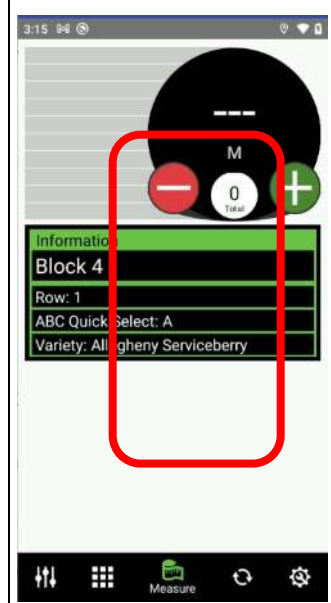 3:15
---
M
0
Total
Information
Block 4
Row: 1
ABC Quick Select: A
Variety: Allegheny Serviceberry
Measure